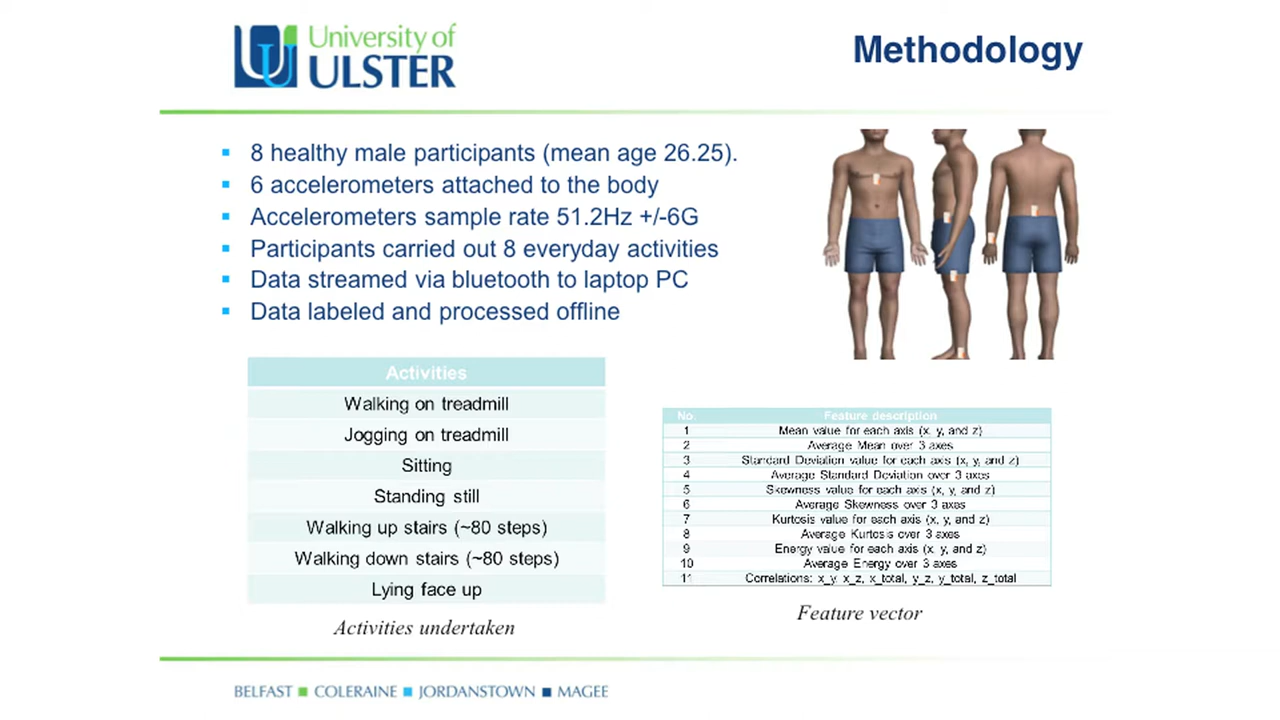 University of
ULSTER
Methodology
8 healthy male participants (mean age 26.25).
6 accelerometers attached to the body
Accelerometers sample rate 51.2Hz +/-6G
Participants carried out 8 everyday activities
Data streamed via bluetooth to laptop PC
Data labeled and processed offline
Activities
Walking on treadmill
Jogging on treadmill
Sitting
Standing still
Walking up stairs (~80 steps)
Walking down stairs (~80 steps)
Lying face up
Activities undertaken
No. Feature description
1 Mean value for each axis (x, y, and z)
2 Average Mean over 3 axes
3 Standard Deviation value for each axis (x, y, and z)
4 Average Standard Deviation over 3 axes
5 Skewness value for each axis (x, y, and z)
6 Average Skewness over 3 axes
7 Kurtosis value for each axis (x, y, and z)
8 Average Kurtosis over 3 axes
9 Energy value for each axis (x, y, and z)
10 Average Energy over 3 axes
11 Correlations: x_y, x_z, x_total, y_z, y_total, z_total
Feature vector
BELFAST COLERAINE JORDANSTOWN MAGEE